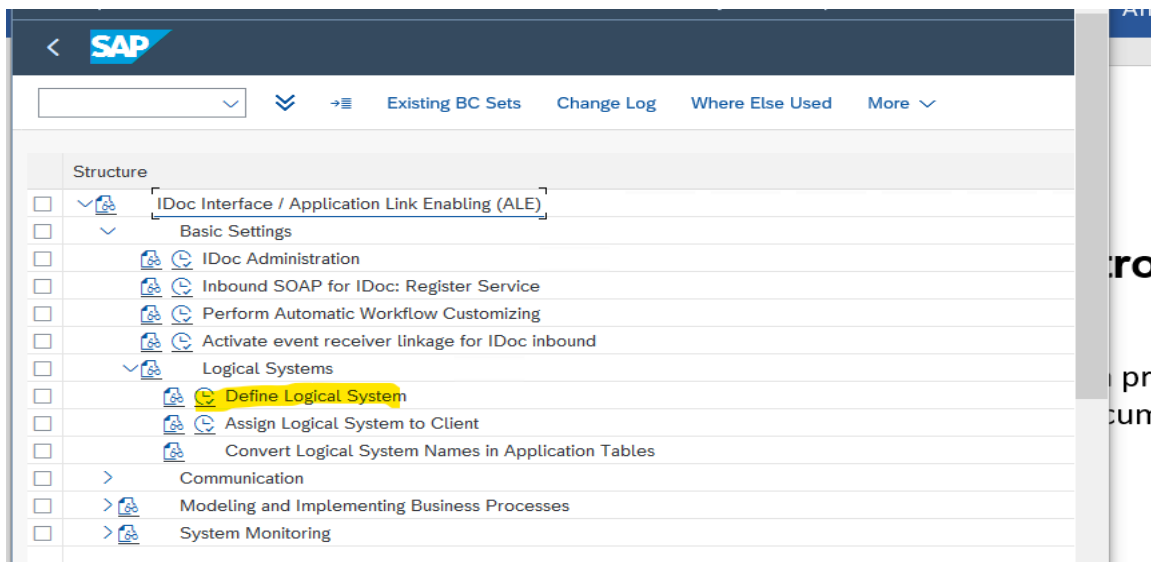 SAP
Existing BC Sets Change Log Where Else Used More
Structure
IDoc Interface / Application Link Enabling (ALE)
Basic Settings
IDoc Administration
Inbound SOAP for IDoc: Register Service
Perform Automatic Workflow Customizing
Activate event receiver linkage for IDoc inbound
Logical Systems
Define Logical System
Assign Logical System to Client
Convert Logical System Names in Application Tables
Communication
Modeling and Implementing Business Processes
System Monitoring